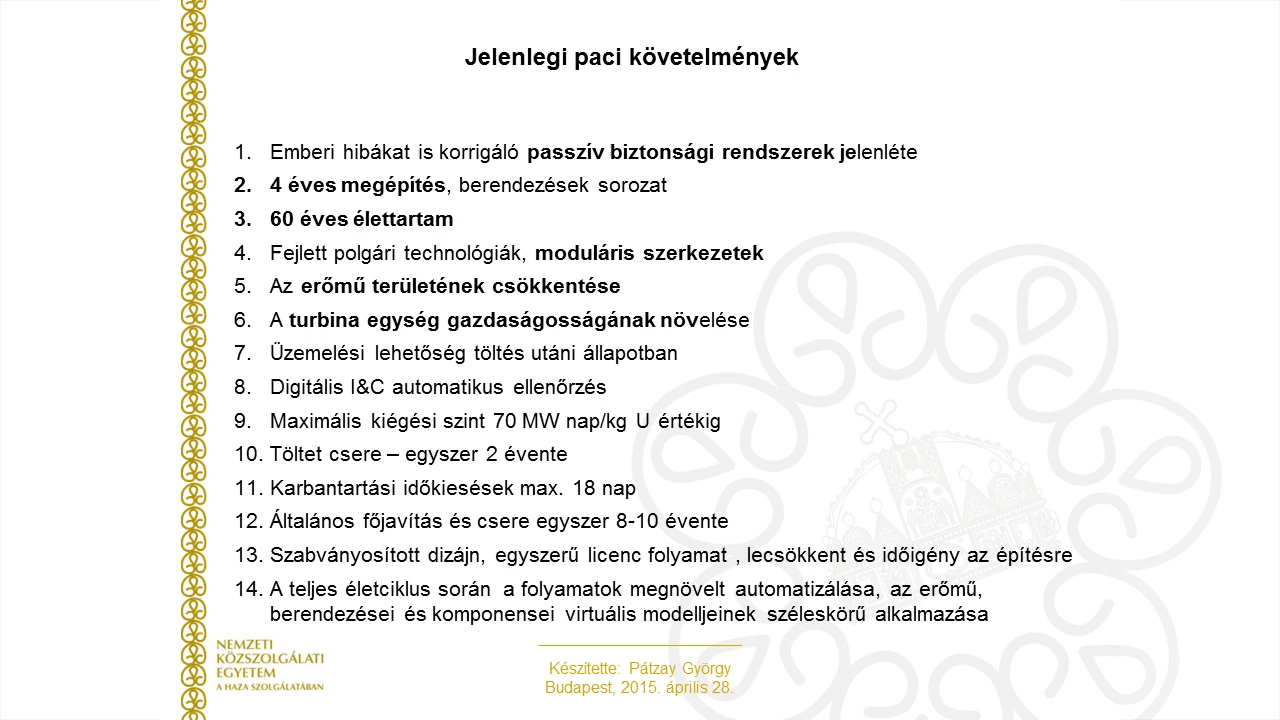 Jelenlegi paci követelmények
1. Emberi hibákat is korrigáló passzív biztonsági rendszerek jelenléte
2. 4 éves megépítés, berendezések sorozat
3. 60 éves élettartam
4. Fejlett polgári technológiák, moduláris szerkezetek
5. Az erőmű területének csökkentése
6. A turbina egység gazdaságosságának növelése
7. Üzemelési lehetőség töltés utáni állapotban
8. Digitális I&C automatikus ellenőrzés
9. Maximális kiégési szint 70 MW nap/kg U értékig
10. Töltet csere – egyszer 2 évente
11. Karbantartási időkiesések max. 18 nap
12. Általános főjavítás és csere egyszer 8-10 évente
13. Szabványosított dizájn, egyszerű licenc folyamat , lecsökkent és időigény az építésre
14. A teljes életciklus során a folyamatok megnövelt automatizálása, az erőmű,
berendezései és komponensei virtuális modelljeinek széleskörű alkalmazása
NEMZETI
KÖZSZOLGÁLATI
EGYETEM
A HAZA SZOLGÁLATÁBAN
Készítette: Pátzay György
Budapest, 2015. április 28.